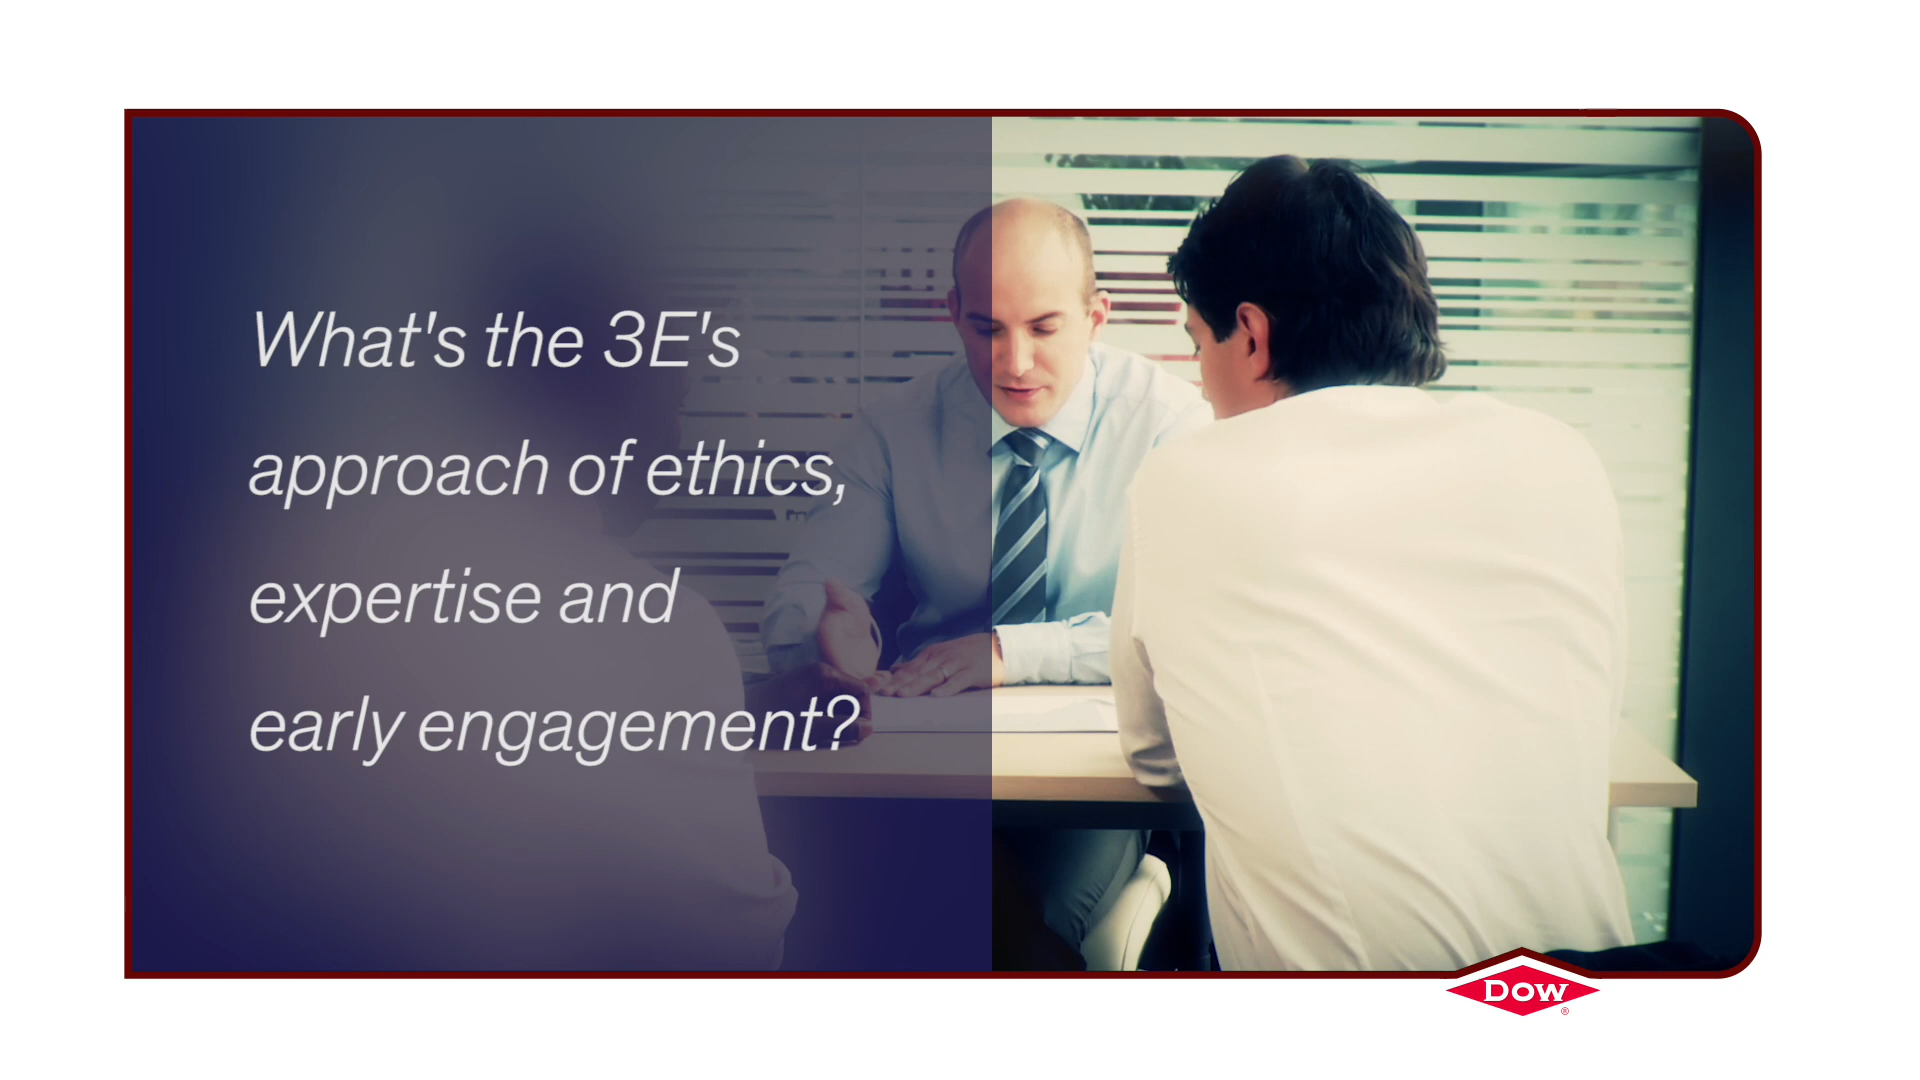 What's the 3E's
approach of ethics,
expertise and
early engagement?
DOW
®